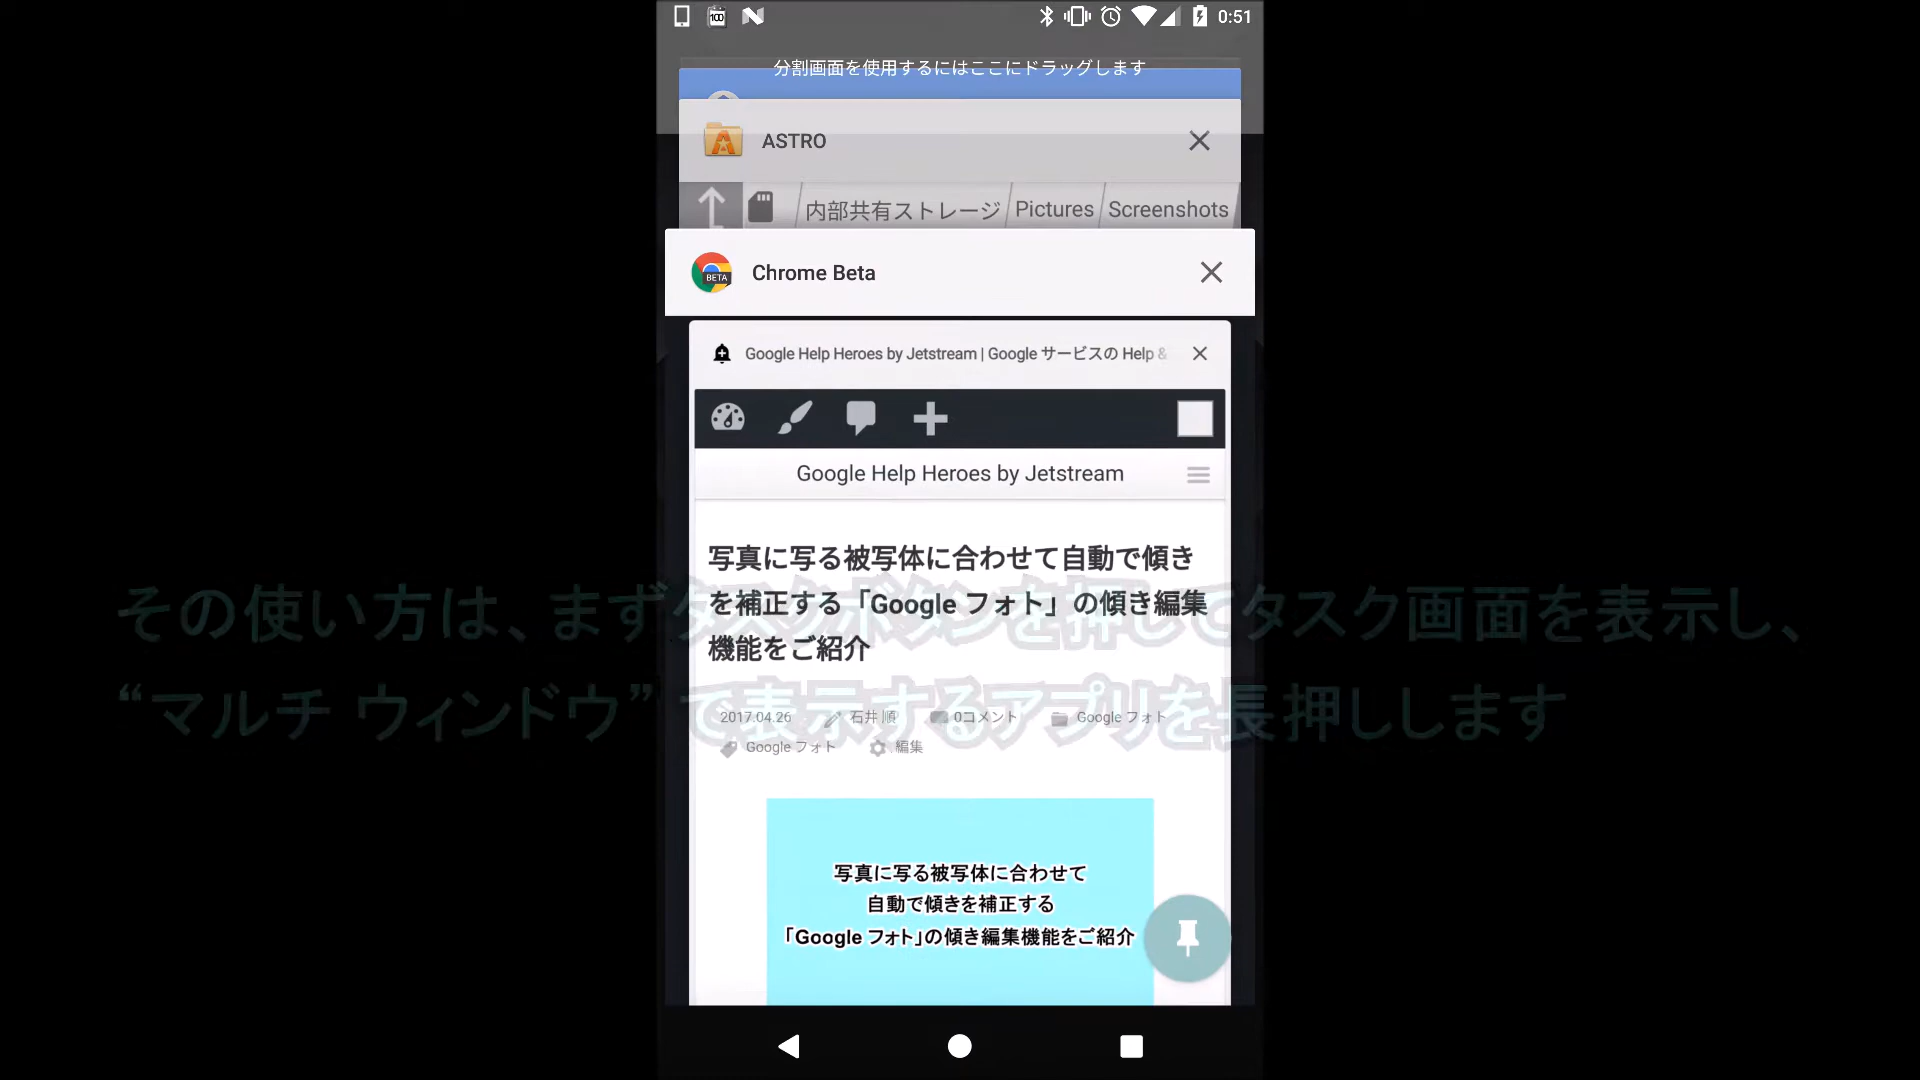 100
0:51
分割画面を使用するにはここにドラッグします
ASTRO
内部共有ストレージ Pictures Screenshots
BETA
Chrome Beta
Google Help Heroes by Jetstream | Google サービスの Help &
Google Help Heroes by Jetstream
写真に写る被写体に合わせて自動で傾き
を補正する「Google フォト」の傾き編集
機能をご紹介
その使い方は、まずタスクボタンを押してタスク画面を表示し、
“マルチ ウィンドウ” で表示するアプリを長押しします
2017.04.26 石井 順 0コメント Google フォト
Google フォト 編集
写真に写る被写体に合わせて
自動で傾きを補正する
「Google フォト」の傾き編集機能をご紹介